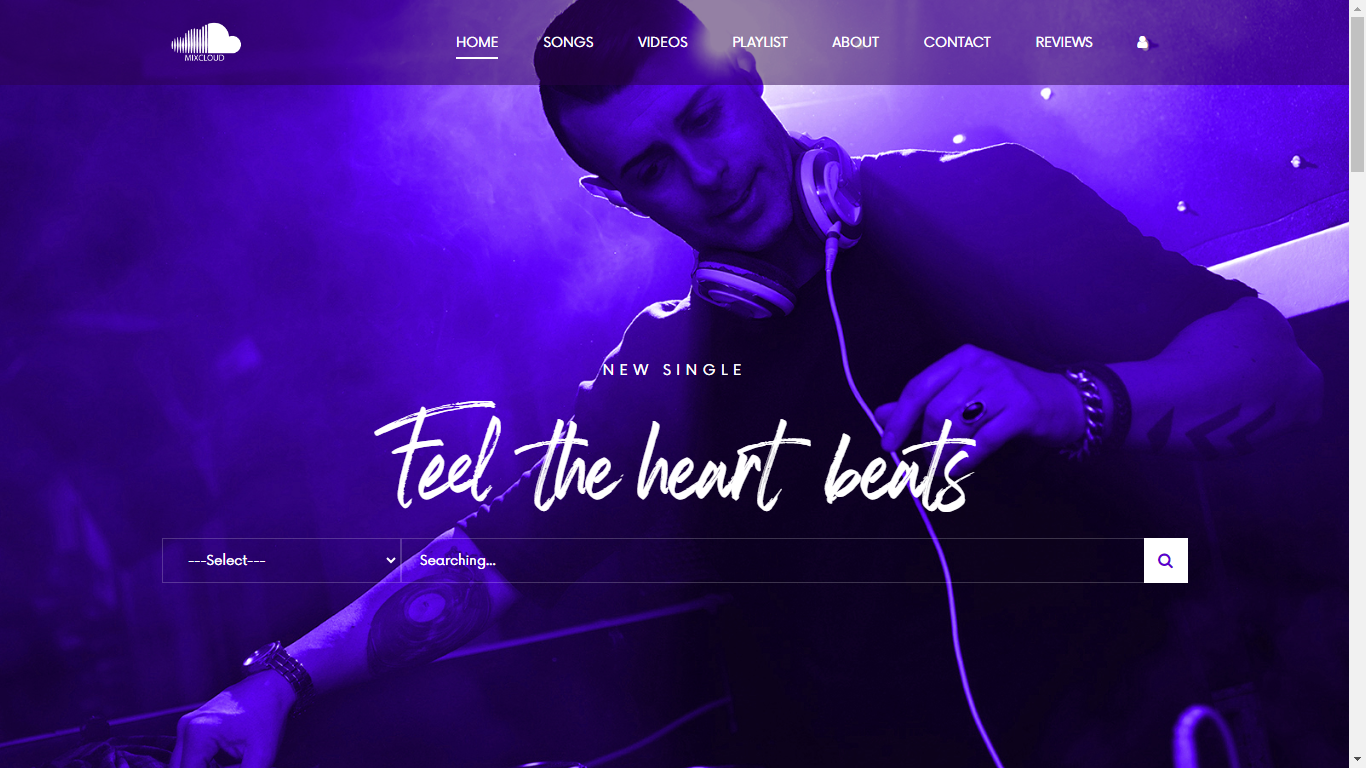 MIXCLOUD
HOME SONGS VIDEOS PLAYLIST ABOUT CONTACT REVIEWS
NEW SINGLE
Feel the heart beats
---Select--- Searching...